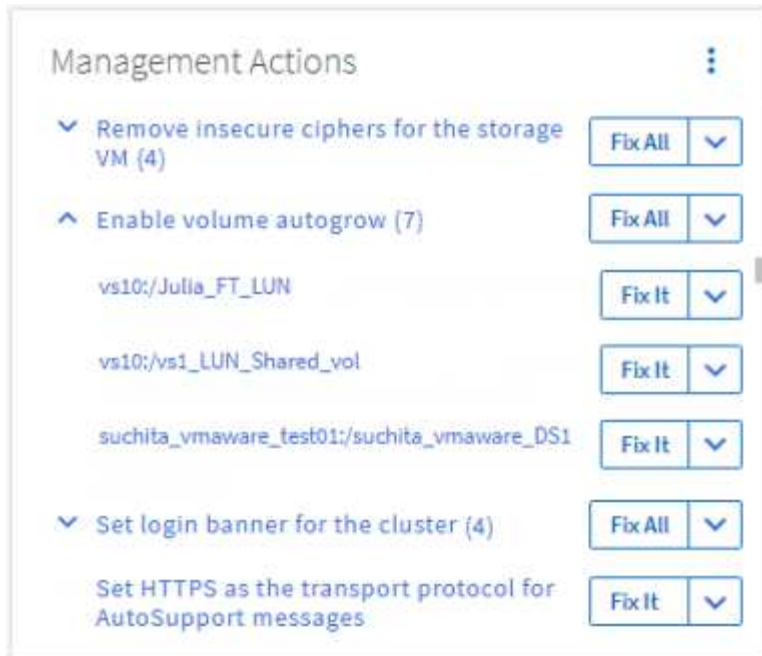 Management Actions
Remove insecure ciphers for the storage
VM (4)
Fix All
Enable volume autogrow (7)
Fix All
vs10:/Julia_FT_LUN
Fix It
vs10:/vs1_LUN_Shared_vol
Fix It
suchita_vmaware_test01:/suchita_vmaware_DS1
Fix It
Set login banner for the cluster (4)
Fix All
Set HTTPS as the transport protocol for
AutoSupport messages
Fix It